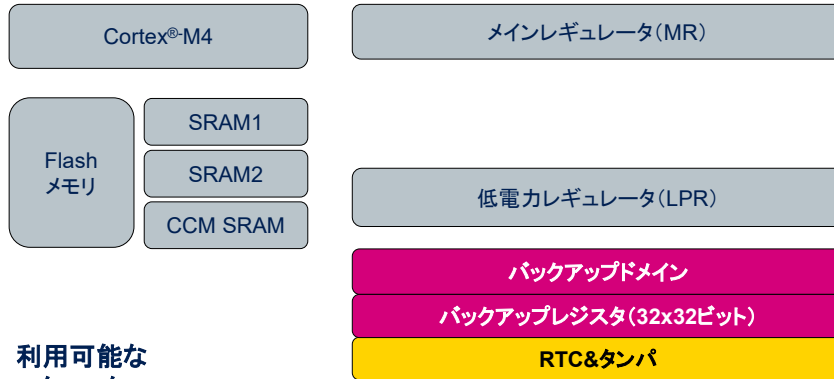 Cortex®-M4
メインレギュレータ（MR）
Flash
メモリ
SRAM1
SRAM2
CCM SRAM
低電力レギュレータ（LPR）
バックアップドメイン
バックアップレジスタ（32x32ビット）
RTC&タンパ
利用可能な